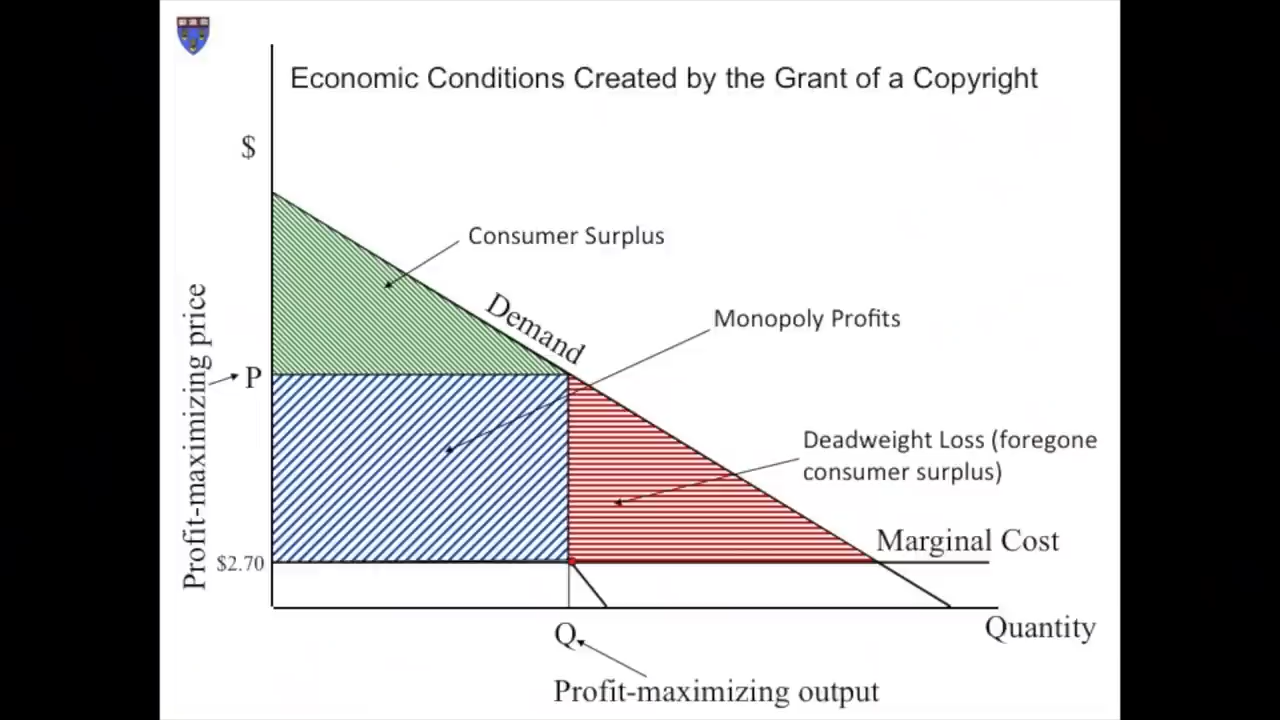 Economic Conditions Created by the Grant of a Copyright
$
Consumer Surplus
Demand
Monopoly Profits
Profit-maximizing price
P
Deadweight Loss (foregone
consumer surplus)
Marginal Cost
$2.70
Q
Quantity
Profit-maximizing output